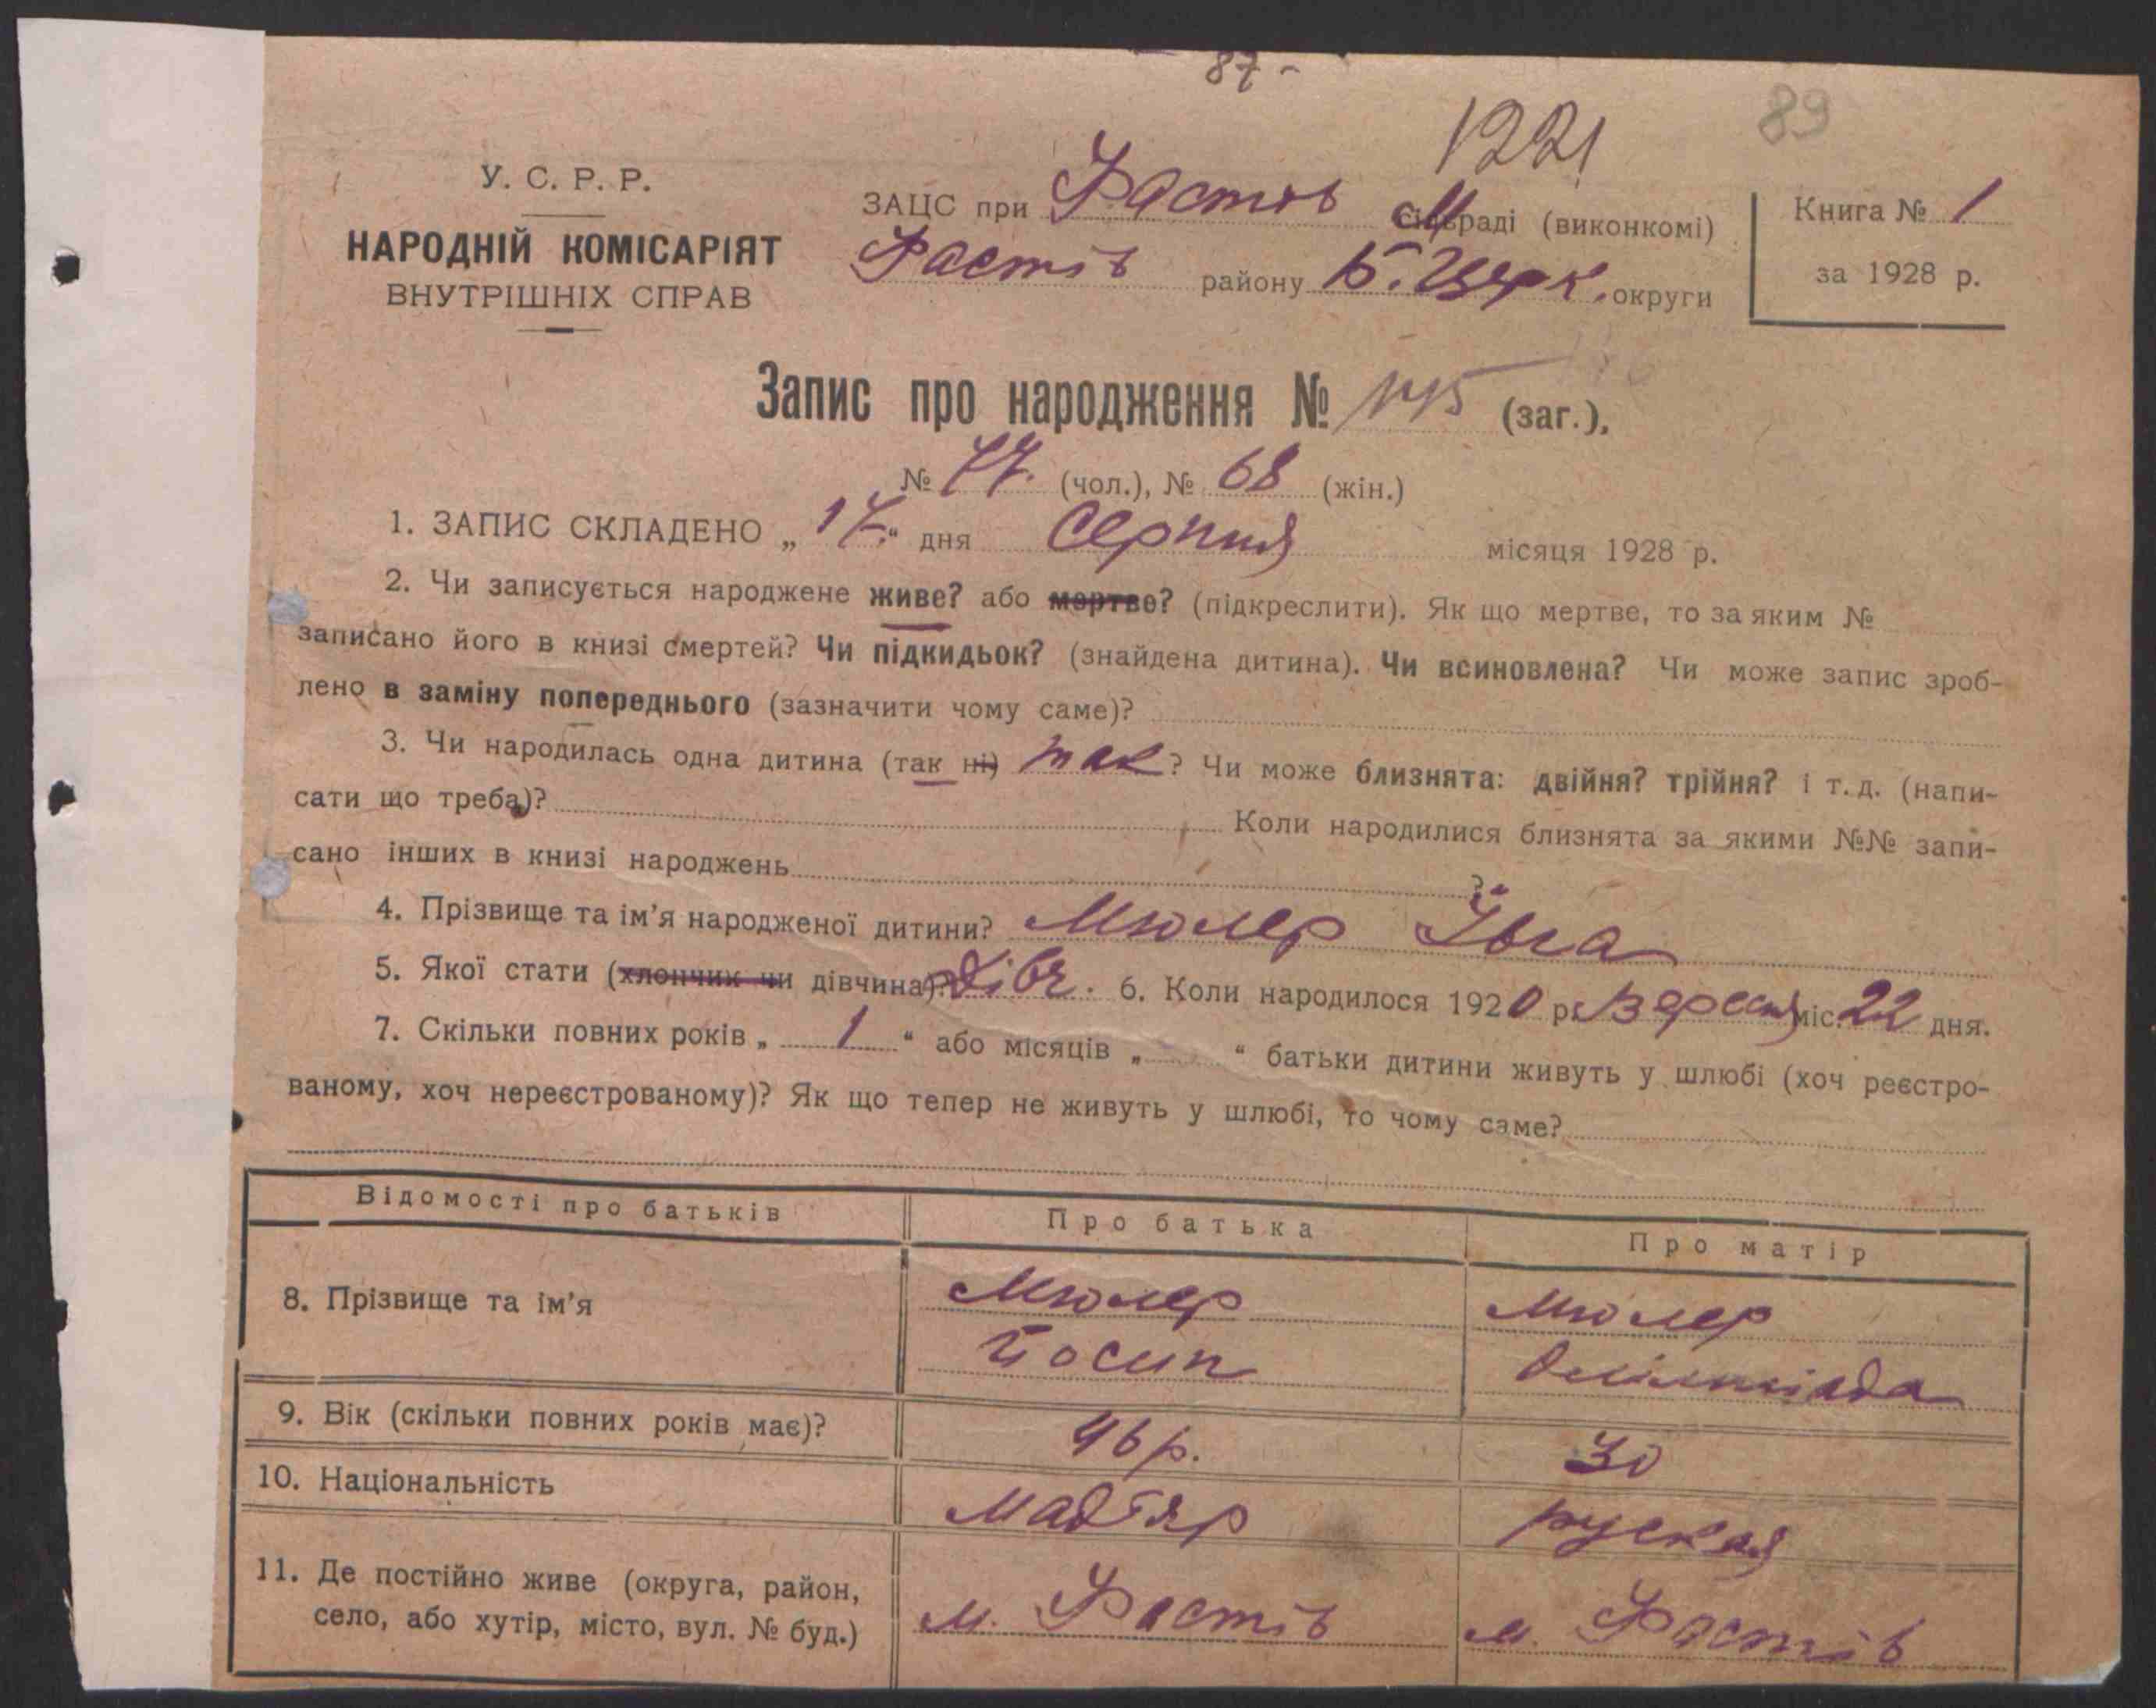 87-
1221
89
У. С. Р. Р.
НАРОДНІЙ КОМІСАРІЯТ
ВНУТРІШНІХ СПРАВ
ЗАЦС при Фастів М сільраді (виконкомі)
Фастів району Б. Церк. округи
Книга № 1
за 1928 р.
Запис про народження № 145 (заг.),
№ 77. (чол.), № 68 (жін.)
1. ЗАПИС СКЛАДЕНО „17“ дня Серпня місяця 1928 р.
2. Чи записується народжене живе? або мертве? (підкреслити). Як що мертве, то за яким №
записано його в книзі смертей? Чи підкидьок? (знайдена дитина). Чи всиновлена? Чи може запис зроб-
лено в заміну попереднього (зазначити чому саме)?
3. Чи народилась одна дитина (так ні) так? Чи може близнята: двійня? трійня? і т. д. (напи-
сати що треба)? Коли народилися близнята за якими №№ запи-
сано інших в книзі народжень ?
4. Прізвище та ім'я народженої дитини? Мюлер
5. Якої стати (хлопчик чи дівчина)? Дівч. 6. Коли народилося 1920 р. Вересня міс. 22 дня.
7. Скільки повних років „ 1 “ або місяців „ “ батьки дитини живуть у шлюбі (хоч реєстро-
ваному, хоч нереєстрованому)? Як що тепер не живуть у шлюбі, то чому саме?
Відомості про батьків
Про батька
Про матір
8. Прізвище та ім'я
Мюлер
Йосип
Мюлер
Олімпіада
9. Вік (скільки повних років має)?
46 р.
30
10. Національність
Мадтяр
руская
11. Де постійно живе (округа, район,
село, або хутір, місто, вул. № буд.)
м. Фастів
м. Фастів